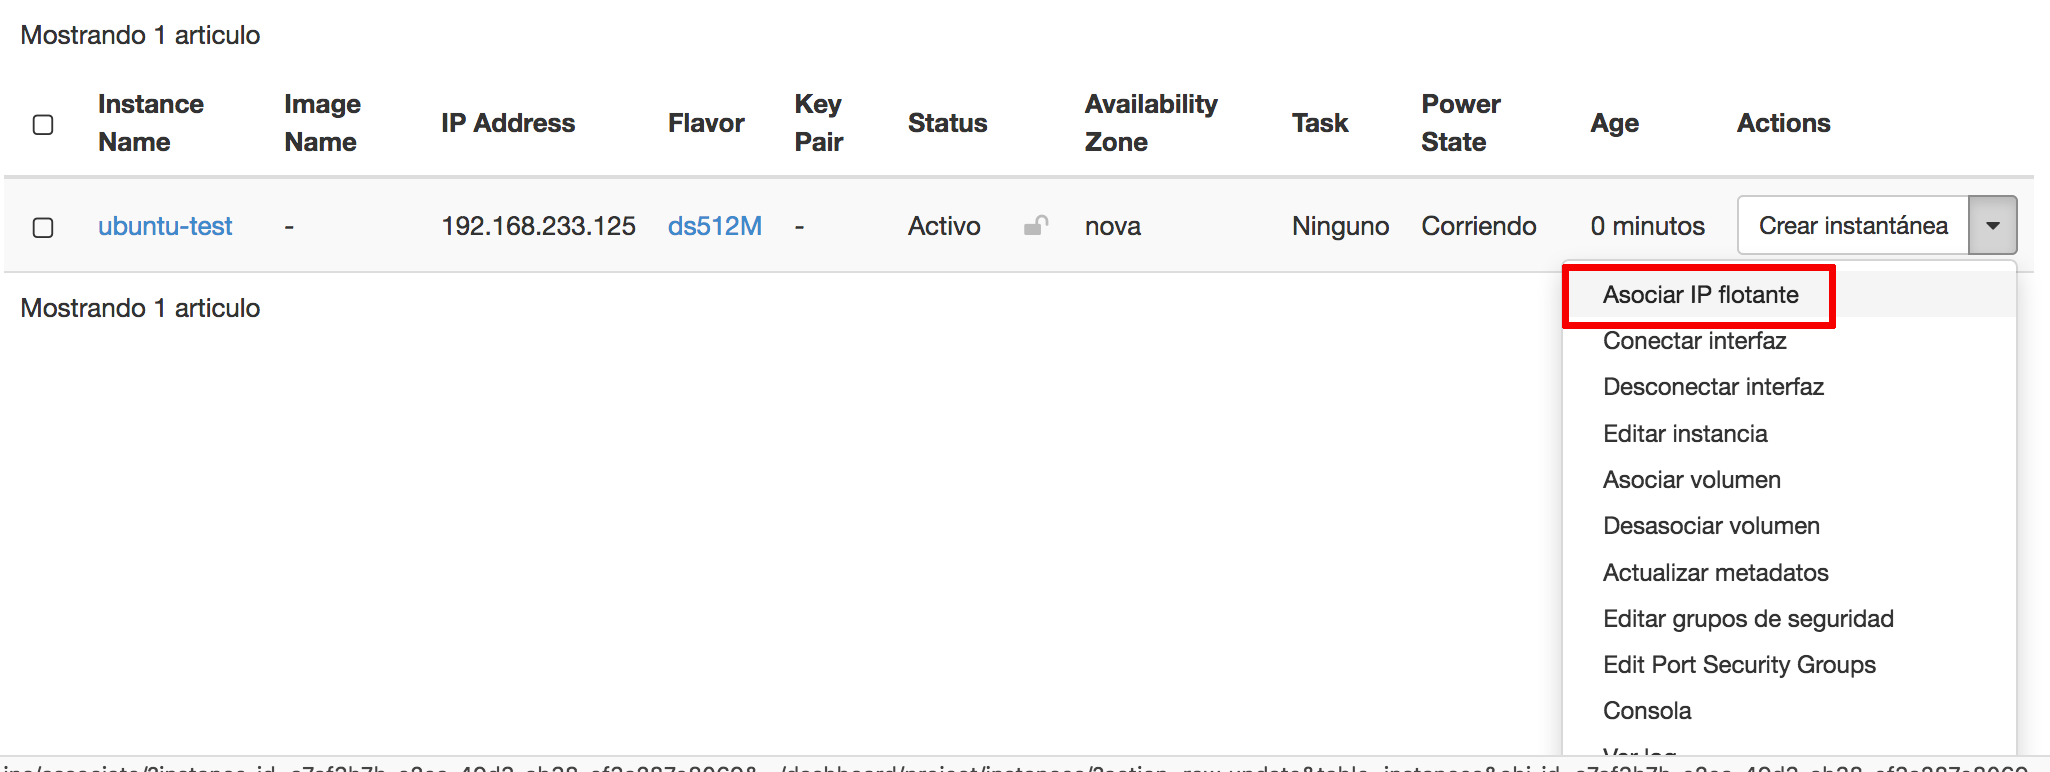 Mostrando 1 articulo
Instance Name Image Name IP Address Flavor Key Pair Status Availability Zone Task Power State Age Actions
ubuntu-test - 192.168.233.125 ds512M - Activo nova Ninguno Corriendo 0 minutos Crear instantánea
Mostrando 1 articulo
Asociar IP flotante
Conectar interfaz
Desconectar interfaz
Editar instancia
Asociar volumen
Desasociar volumen
Actualizar metadatos
Editar grupos de seguridad
Edit Port Security Groups
Consola
Ver log